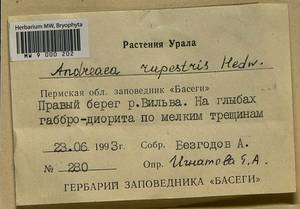 Herbarium MW, Bryophyta
MW 9 000 202
Растения Урала
Andreaea rupestris Hedw.
Пермская обл. заповедник "Басеги"
Правый берег р.Вильва. На глыбах
габбро-диорита по мелким трещинам
23.06 1993г. Собр. Безгодов А.
№ 280 Опр. Игнатова Е.А.
ГЕРБАРИЙ ЗАПОВЕДНИКА "БАСЕГИ"